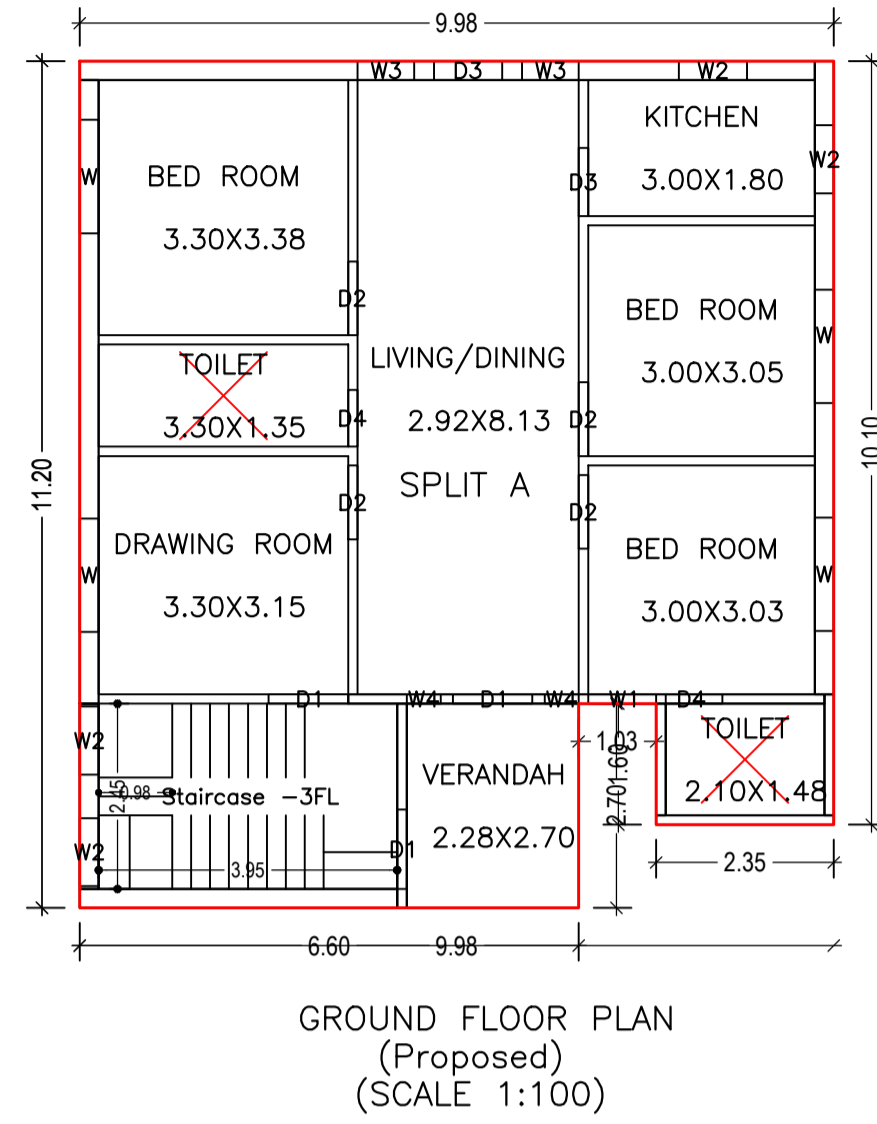 9.98
W3 D3 W3 W2
KITCHEN
3.00X1.80
W2
D3
W
BED ROOM
3.30X3.38
D2
BED ROOM
3.00X3.05
W
TOILET
3.30X1.35
D4
LIVING/DINING
2.92X8.13
D2
SPLIT A
11.20
10.10
D2
D2
DRAWING ROOM
3.30X3.15
W
BED ROOM
3.00X3.03
W
D1 W4 D1 W4 W1 D4
TOILET
2.10X1.48
W2
1.03
1.60
2.70
VERANDAH
2.28X2.70
2.45
0.98
Staircase -3FL
W2
D1
3.95
2.35
6.60 9.98
GROUND FLOOR PLAN
(Proposed)
(SCALE 1:100)